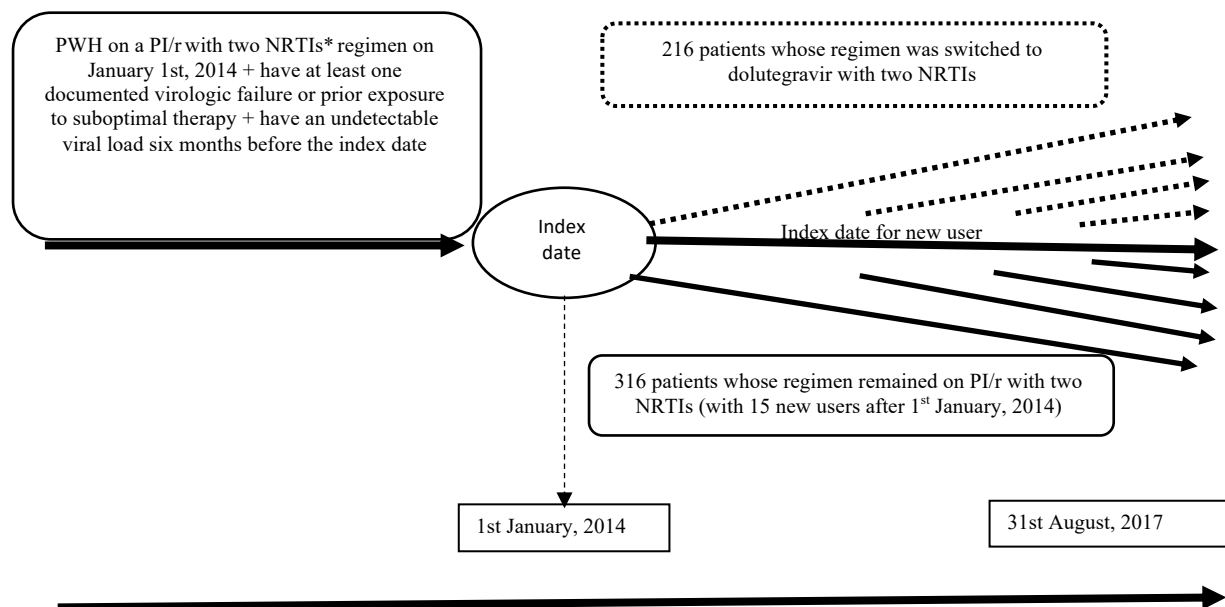 PWH on a PI/r with two NRTIs* regimen on
January 1st, 2014 + have at least one
documented virologic failure or prior exposure
to suboptimal therapy + have an undetectable
viral load six months before the index date
216 patients whose regimen was switched to
dolutegravir with two NRTIs
Index
date
Index date for new user
316 patients whose regimen remained on PI/r with two
NRTIs (with 15 new users after 1st January, 2014)
1st January, 2014
31st August, 2017